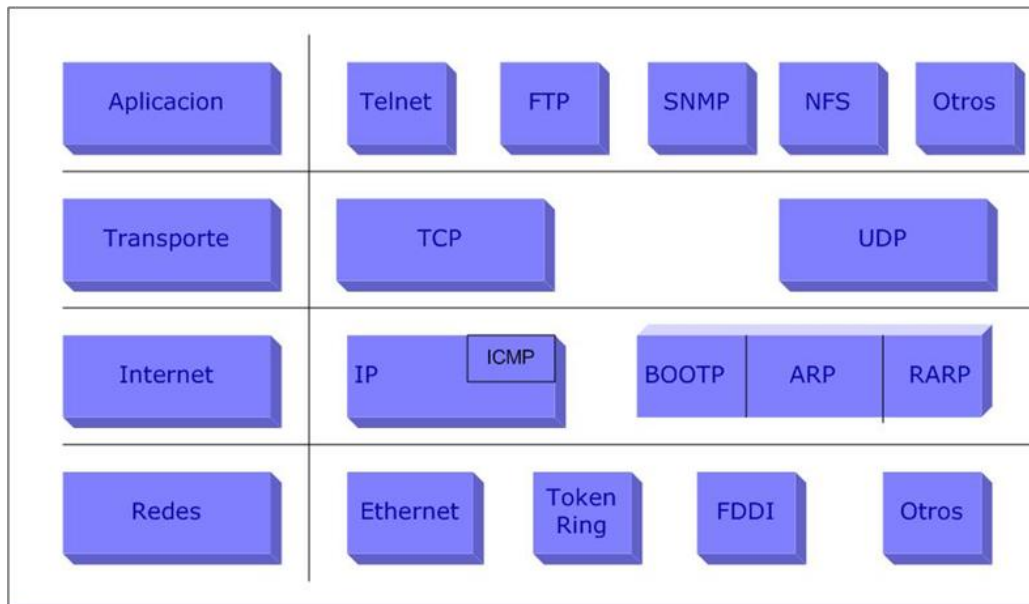 Aplicacion
Telnet
FTP
SNMP
NFS
Otros
Transporte
TCP
UDP
Internet
IP
ICMP
BOOTP
ARP
RARP
Redes
Ethernet
Token
Ring
FDDI
Otros